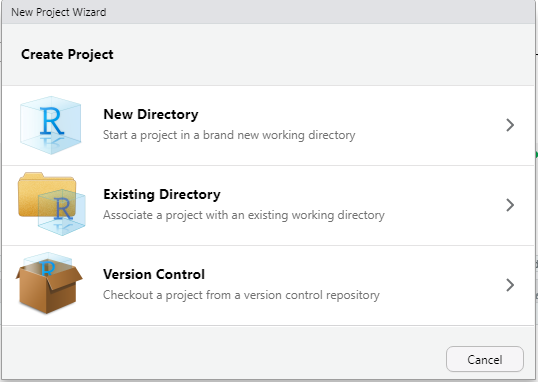 New Project Wizard
Create Project
New Directory
Start a project in a brand new working directory
Existing Directory
Associate a project with an existing working directory
Version Control
Checkout a project from a version control repository
Cancel